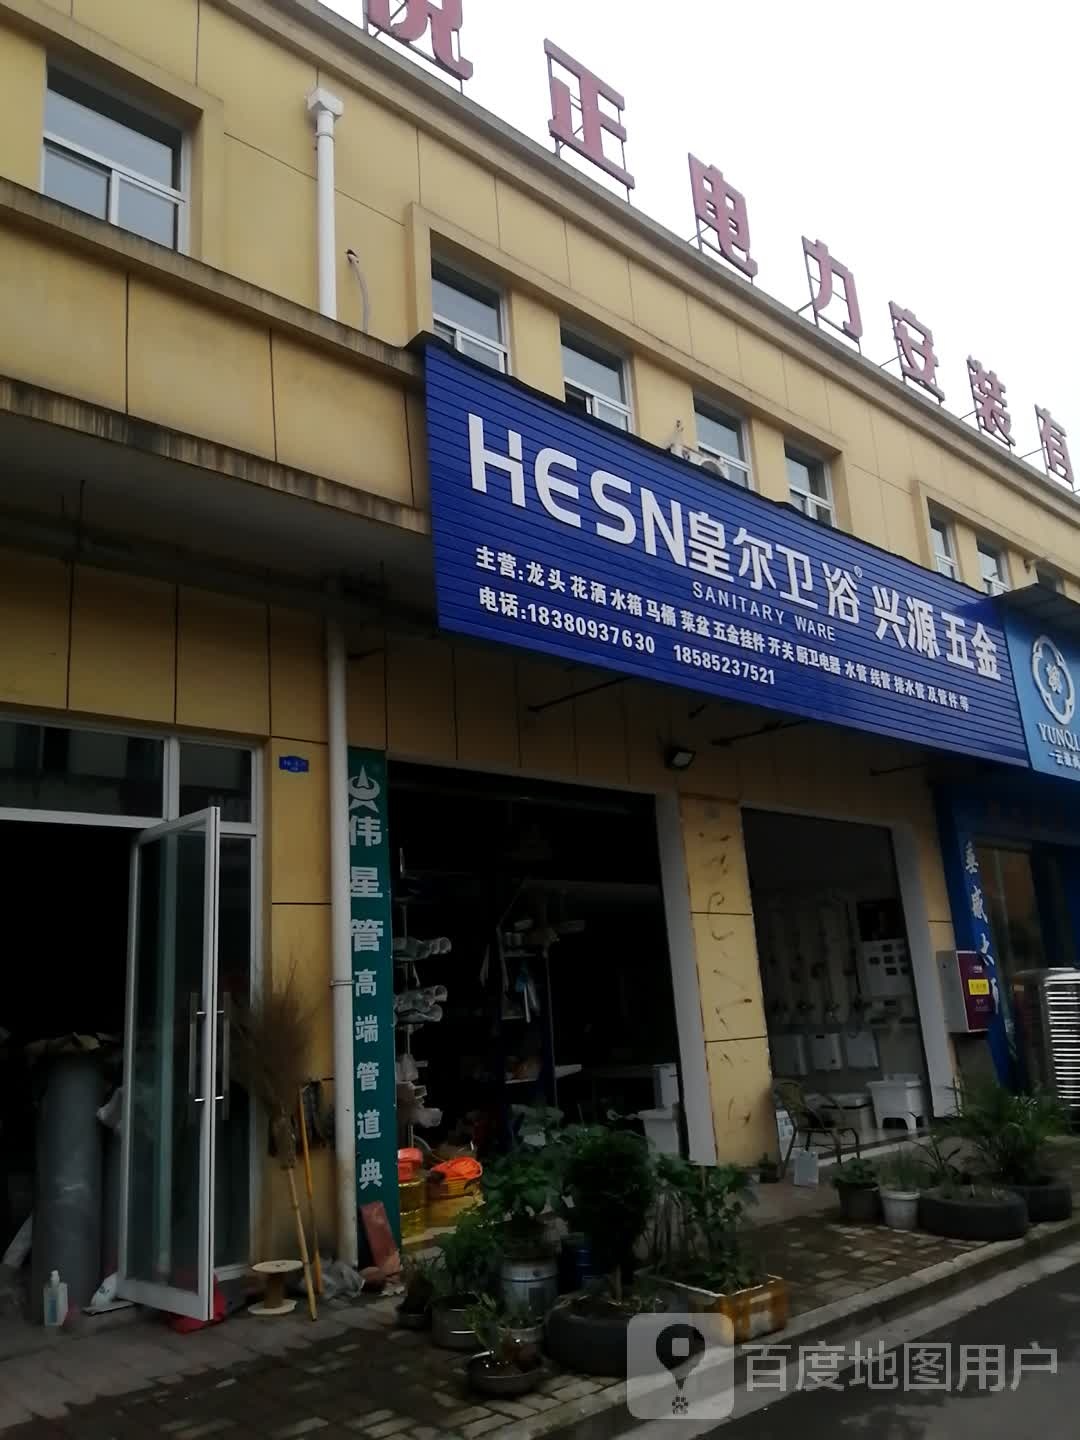 悦正电力安装有
HESN皇尔卫浴® 兴源五金
SANITARY WARE
主营:龙头 花洒 水箱 马桶 菜盆 五金挂件 开关 厨卫电器 水管 线管 排水管 及管件 等
电话:18380937630 18585237521
YUNQI
伟星管高端管道典
百度地图用户